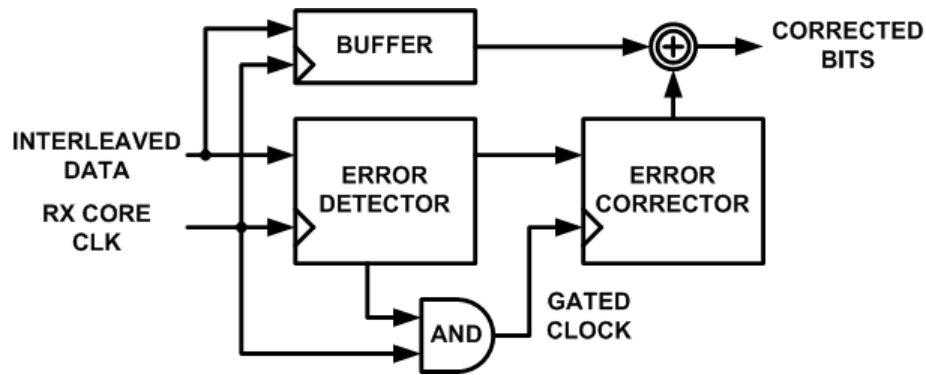 BUFFER
CORRECTED
BITS
INTERLEAVED
DATA
ERROR
DETECTOR
ERROR
CORRECTOR
RX CORE
CLK
AND
GATED
CLOCK